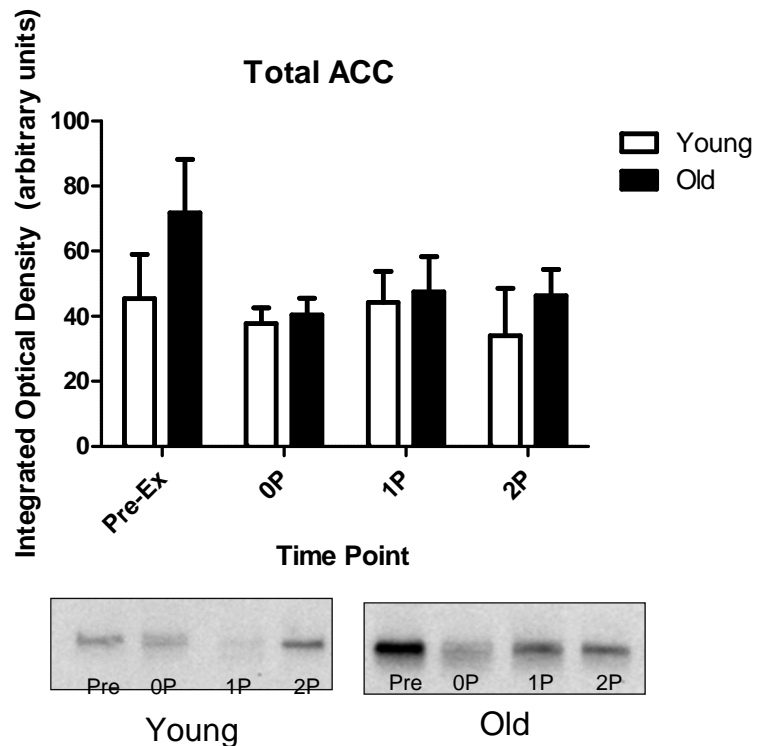 Total ACC
Integrated Optical Density (arbitrary units)
100
80
60
40
20
0
Young
Old
Pre-Ex
0P
1P
2P
Time Point
Pre 0P 1P 2P
Young
Pre 0P 1P 2P
Old